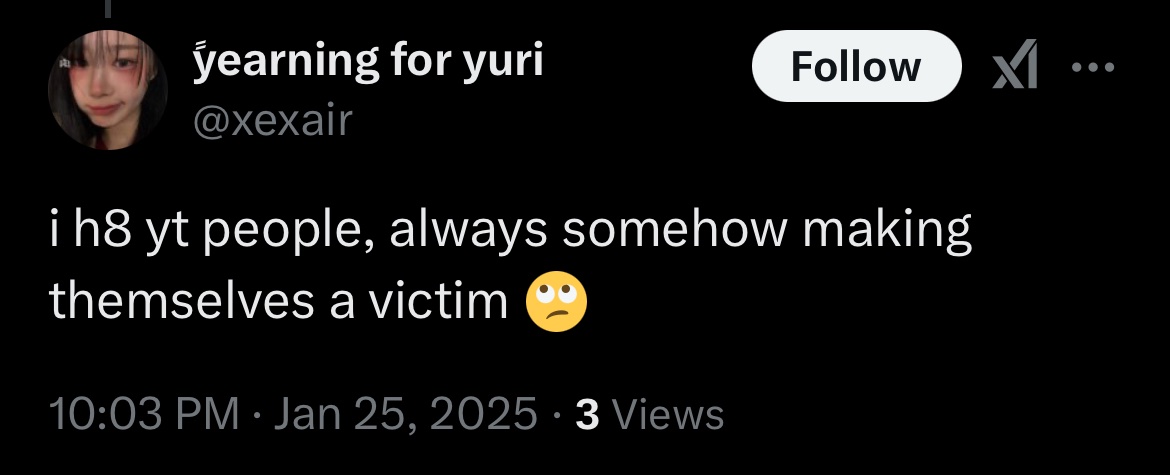 yearning for yuri
Follow
@xexair
i h8 yt people, always somehow making
themselves a victim 🙄
10:03 PM · Jan 25, 2025 · 3 Views